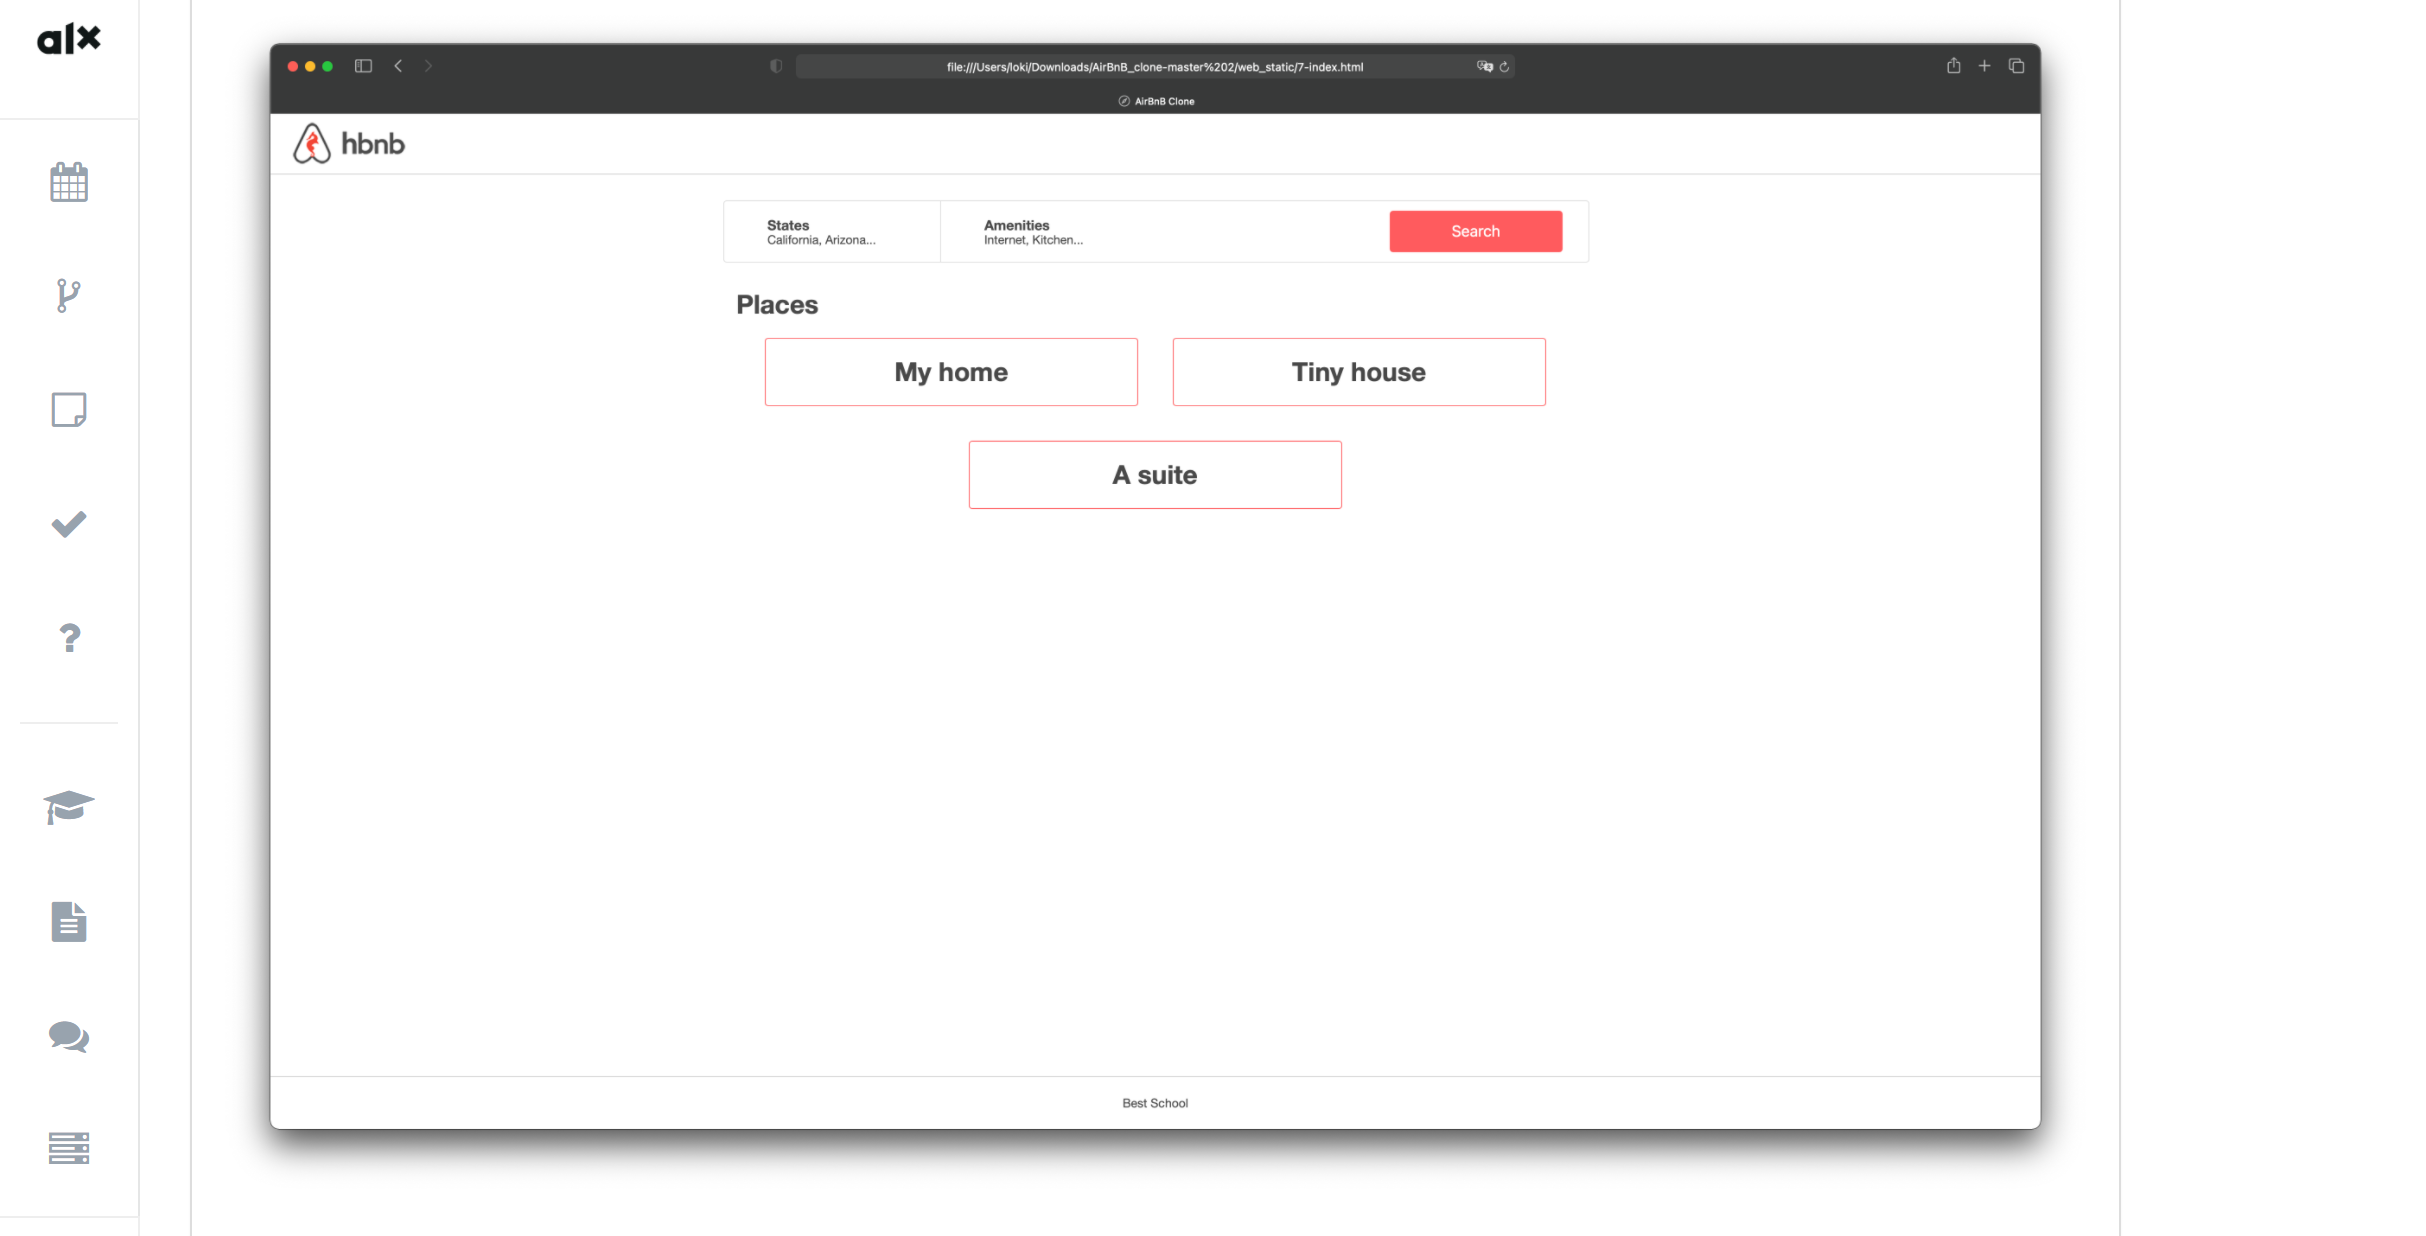 alx
file:///Users/loki/Downloads/AirBnB_clone-master%202/web_static/7-index.html
AirBnB Clone
hbnb
States
California, Arizona...
Amenities
Internet, Kitchen...
Search
Places
My home
Tiny house
A suite
Best School